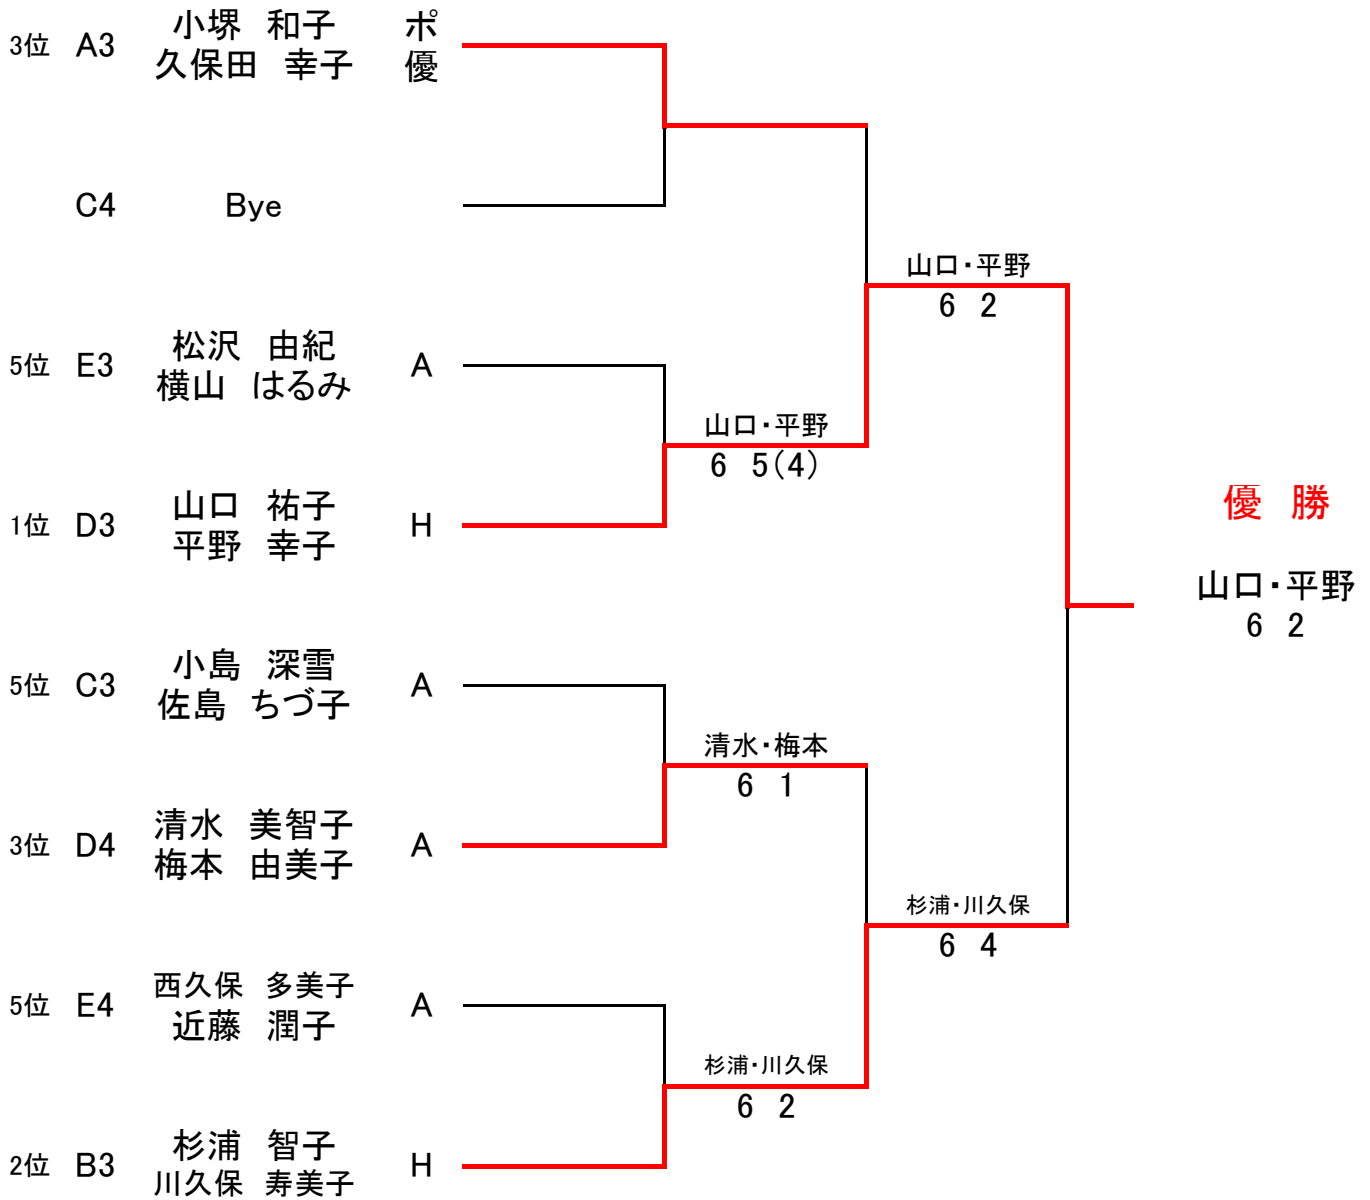 3位 A3 小堺 和子 ポ
久保田 幸子 優
C4 Bye
山口・平野
6 2
5位 E3 松沢 由紀 A
横山 はるみ
山口・平野
6 5(4)
1位 D3 山口 祐子 H
平野 幸子
優 勝
山口・平野
6 2
5位 C3 小島 深雪 A
佐島 ちづ子
清水・梅本
6 1
3位 D4 清水 美智子 A
梅本 由美子
杉浦・川久保
6 4
5位 E4 西久保 多美子 A
近藤 潤子
杉浦・川久保
6 2
2位 B3 杉浦 智子 H
川久保 寿美子